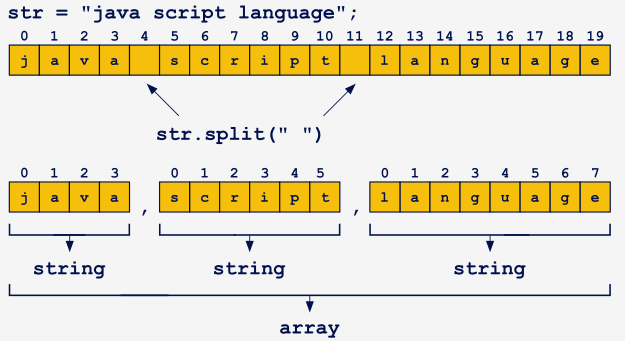 str = "java script language";
0 1 2 3 4 5 6 7 8 9 10 11 12 13 14 15 16 17 18 19
j a v a s c r i p t l a n g u a g e
str.split(" ")
0 1 2 3 0 1 2 3 4 5 0 1 2 3 4 5 6 7
j a v a , s c r i p t , l a n g u a g e
string string string
array